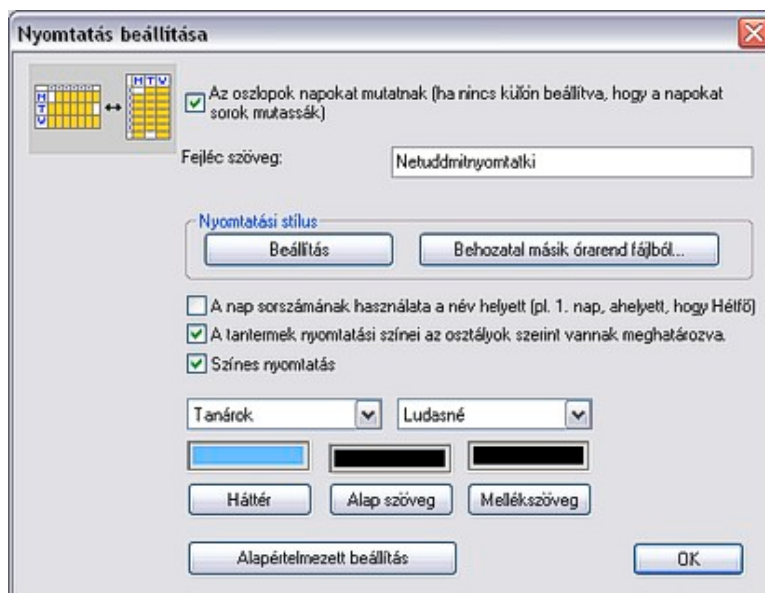 Nyomtatás beállítása
H T V
H
T
V
Az oszlopok napokat mutatnak (ha nincs külön beállítva, hogy a napokat
sorok mutassák)
Fejléc szöveg:
Netuddmitnyomtatki
Nyomtatási stílus
Beállítás
Behozatal másik órarend fájlból...
A nap sorszámának használata a név helyett (pl. 1. nap, ahelyett, hogy Hétfő)
A tantermek nyomtatási színei az osztályok szerint vannak meghatározva.
Színes nyomtatás
Tanárok
Ludasné
Háttér
Alap szöveg
Mellékszöveg
Alapértelmezett beállítás
OK